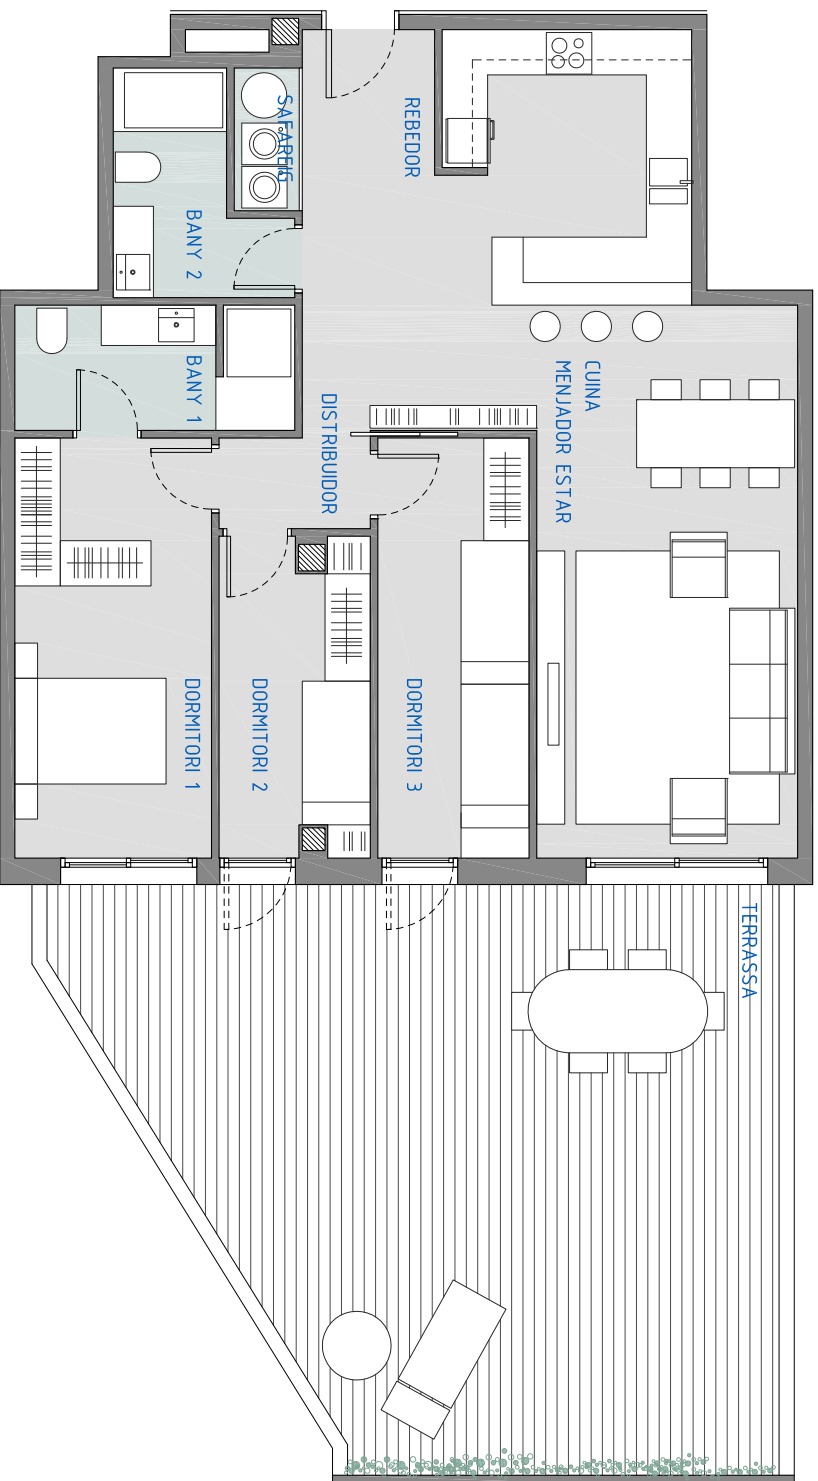 SAFAREIG
REBEDOR
BANY 2
BANY 1
CUINA
MENJADOR ESTAR
DISTRIBUIDOR
DORMITORI 1
DORMITORI 2
DORMITORI 3
TERRASSA